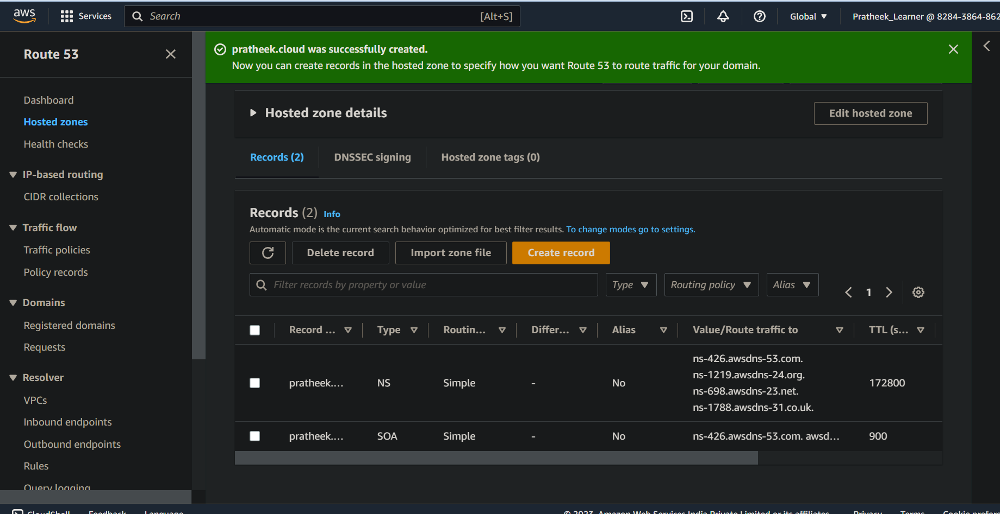 aws
Services
Search
[Alt+S]
Global
Pratheek_Learner @ 8284-3864-862
Route 53
Dashboard
Hosted zones
Health checks
IP-based routing
CIDR collections
Traffic flow
Traffic policies
Policy records
Domains
Registered domains
Requests
Resolver
VPCs
Inbound endpoints
Outbound endpoints
Rules
Query logging
pratheek.cloud was successfully created.
Now you can create records in the hosted zone to specify how you want Route 53 to route traffic for your domain.
Hosted zone details
Edit hosted zone
Records (2)
DNSSEC signing
Hosted zone tags (0)
Records (2) Info
Automatic mode is the current search behavior optimized for best filter results. To change modes go to settings.
Delete record
Import zone file
Create record
Filter records by property or value
Type
Routing policy
Alias
1
Record ...
Type
Routin...
Differ...
Alias
Value/Route traffic to
TTL (s...
pratheek....
NS
Simple
-
No
ns-426.awsdns-53.com.
ns-1219.awsdns-24.org.
ns-698.awsdns-23.net.
ns-1788.awsdns-31.co.uk.
172800
pratheek....
SOA
Simple
-
No
ns-426.awsdns-53.com. awsd...
900
CloudShell
Feedback
Language
© 2023, Amazon Web Services India Private Limited or its affiliates.
Privacy
Terms
Cookie prefere